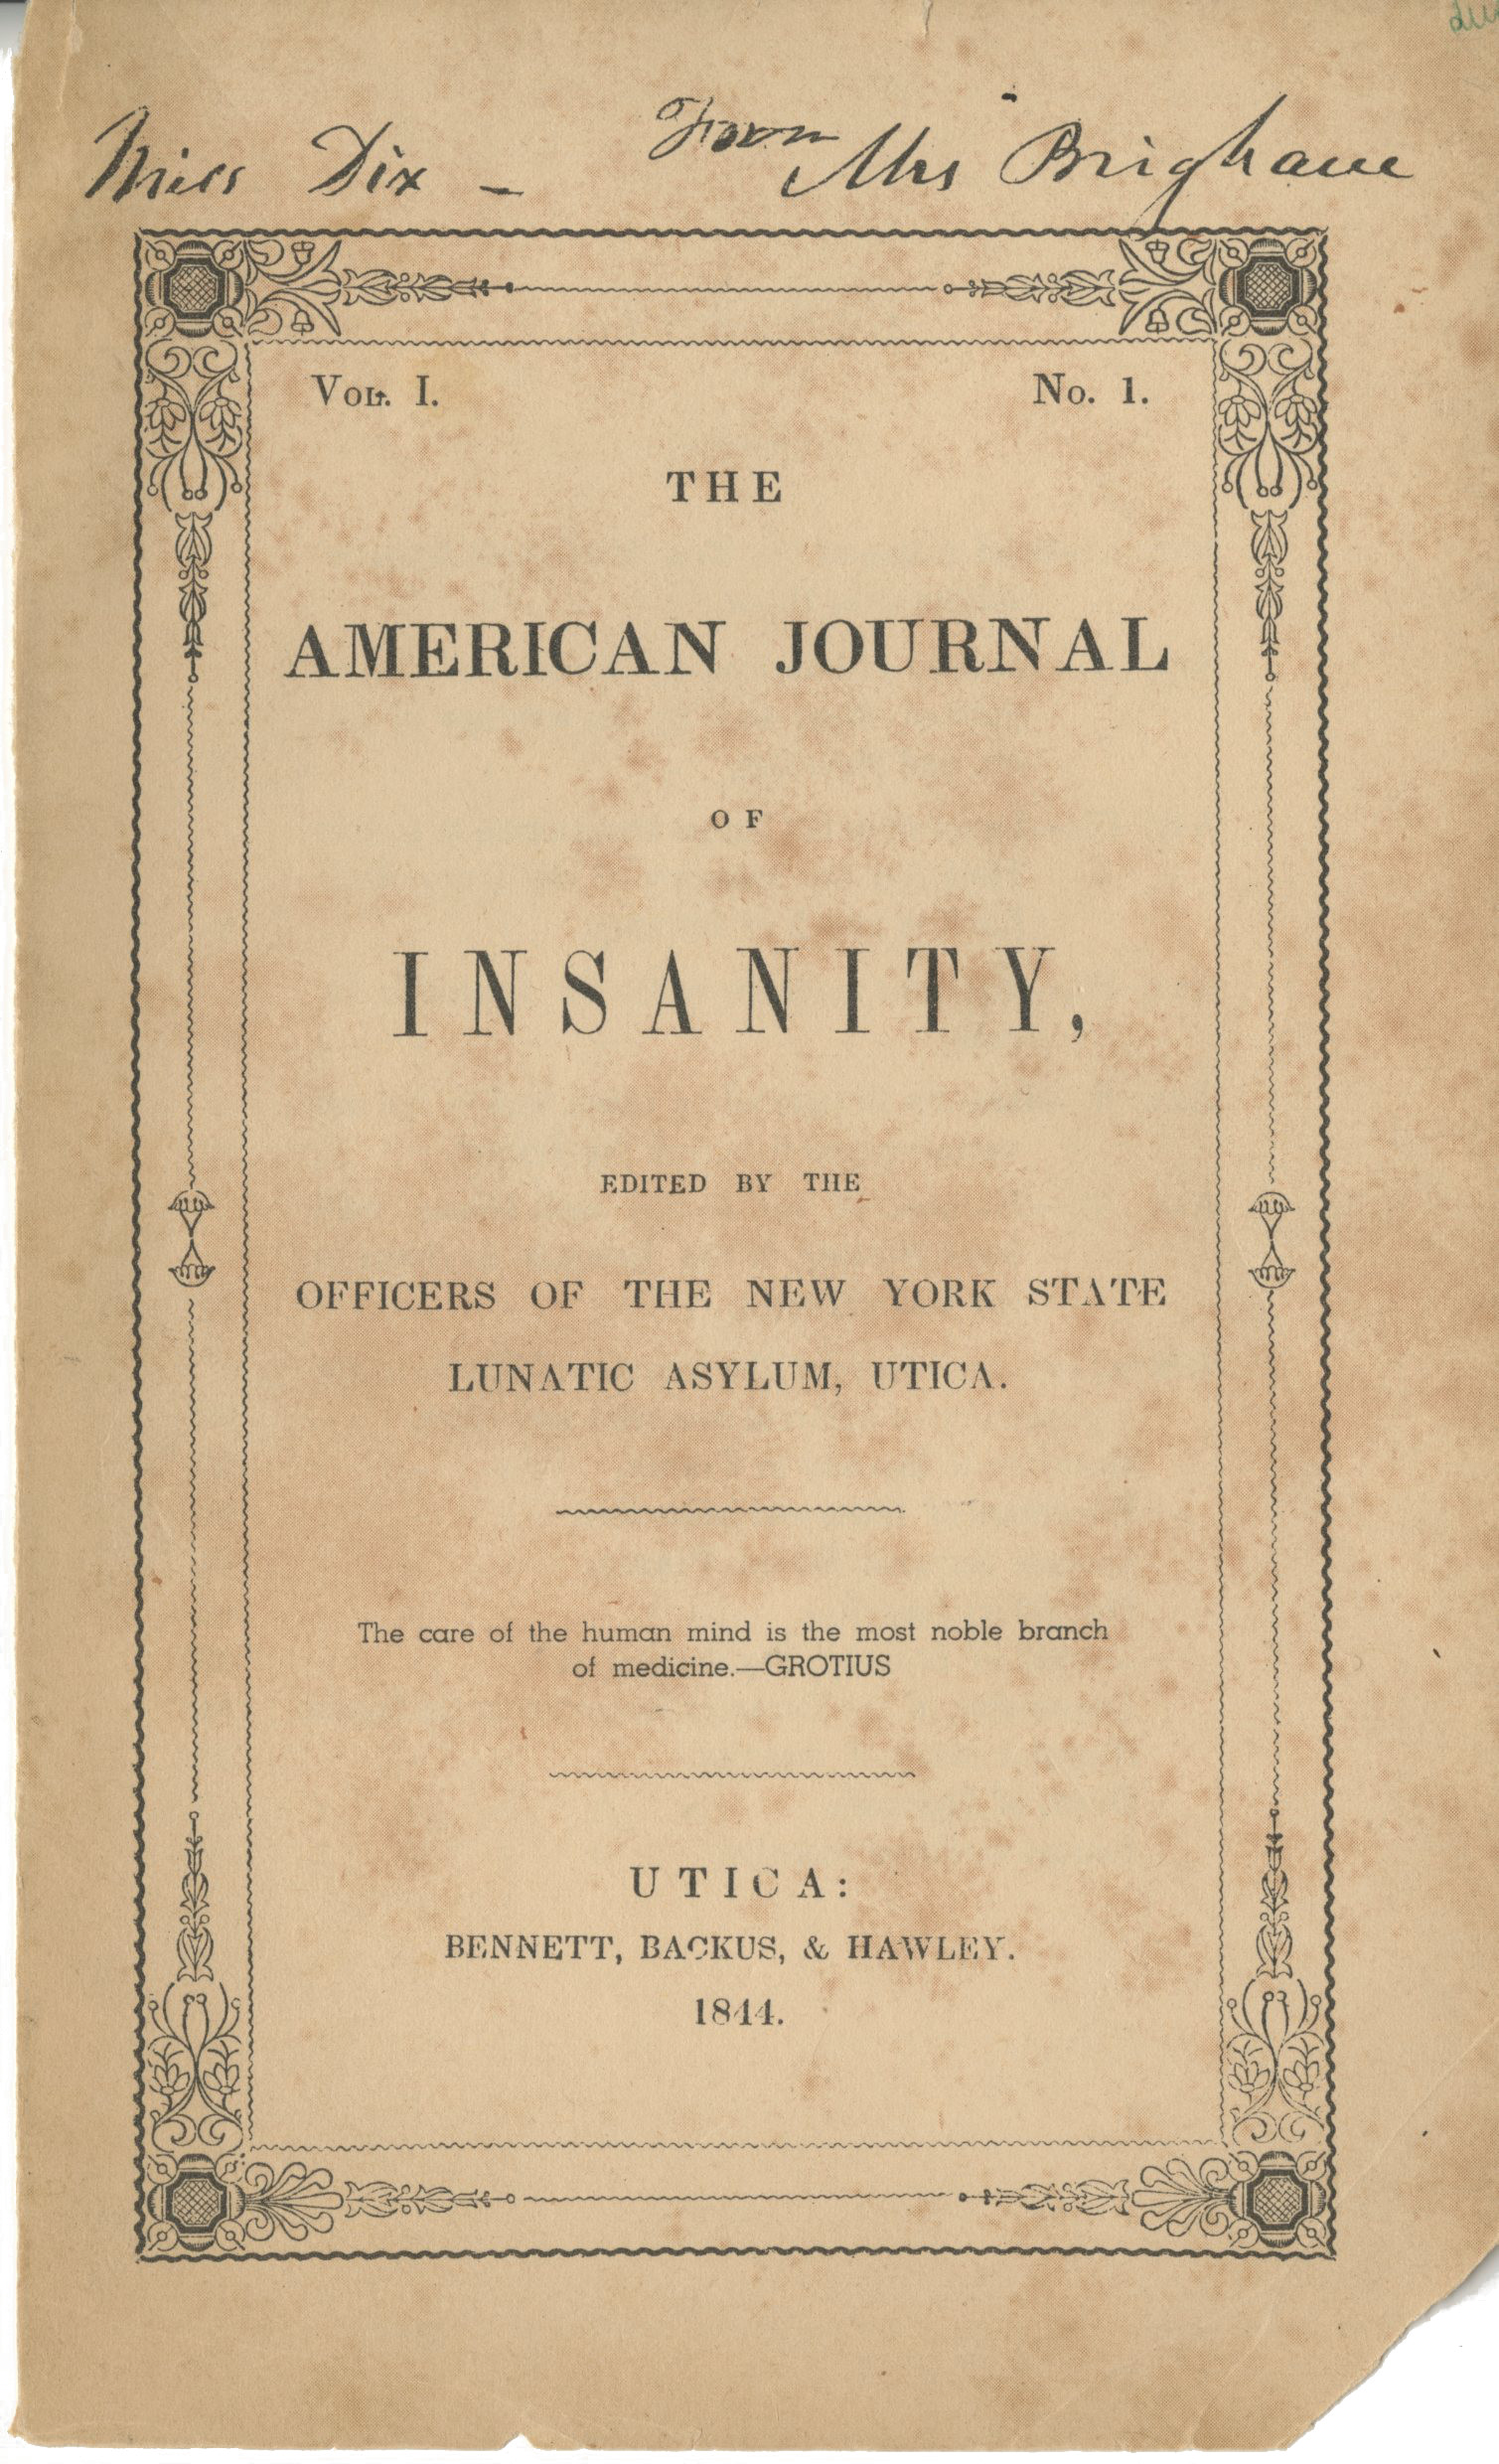 Miss Dix – From Mrs Brigham
Vol. I. No. 1.
THE
AMERICAN JOURNAL
OF
INSANITY,
EDITED BY THE
OFFICERS OF THE NEW YORK STATE
LUNATIC ASYLUM, UTICA.
The care of the human mind is the most noble branch
of medicine.—GROTIUS
UTICA:
BENNETT, BACKUS, & HAWLEY.
1844.